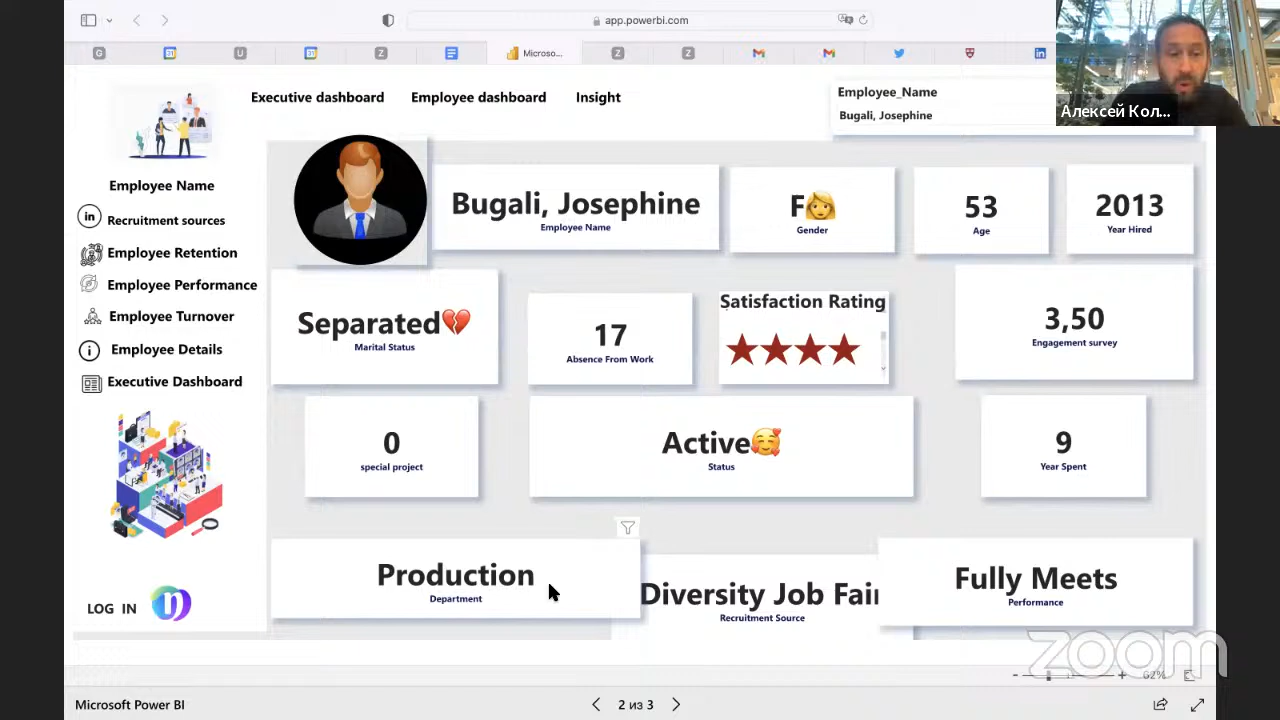 app.powerbi.com
Microso...
Executive dashboard
Employee dashboard
Insight
Employee_Name
Bugali, Josephine
Алексей Кол...
Employee Name
Recruitment sources
Employee Retention
Employee Performance
Employee Turnover
Employee Details
Executive Dashboard
LOG IN
Bugali, Josephine
Employee Name
F
Gender
53
Age
2013
Year Hired
Separated
Marital Status
17
Absence From Work
Satisfaction Rating
3,50
Engagement survey
0
special project
Active
Status
9
Year Spent
Production
Department
Diversity Job Fair
Recruitment Source
Fully Meets
Performance
zoom
62%
Microsoft Power BI
2 из 3